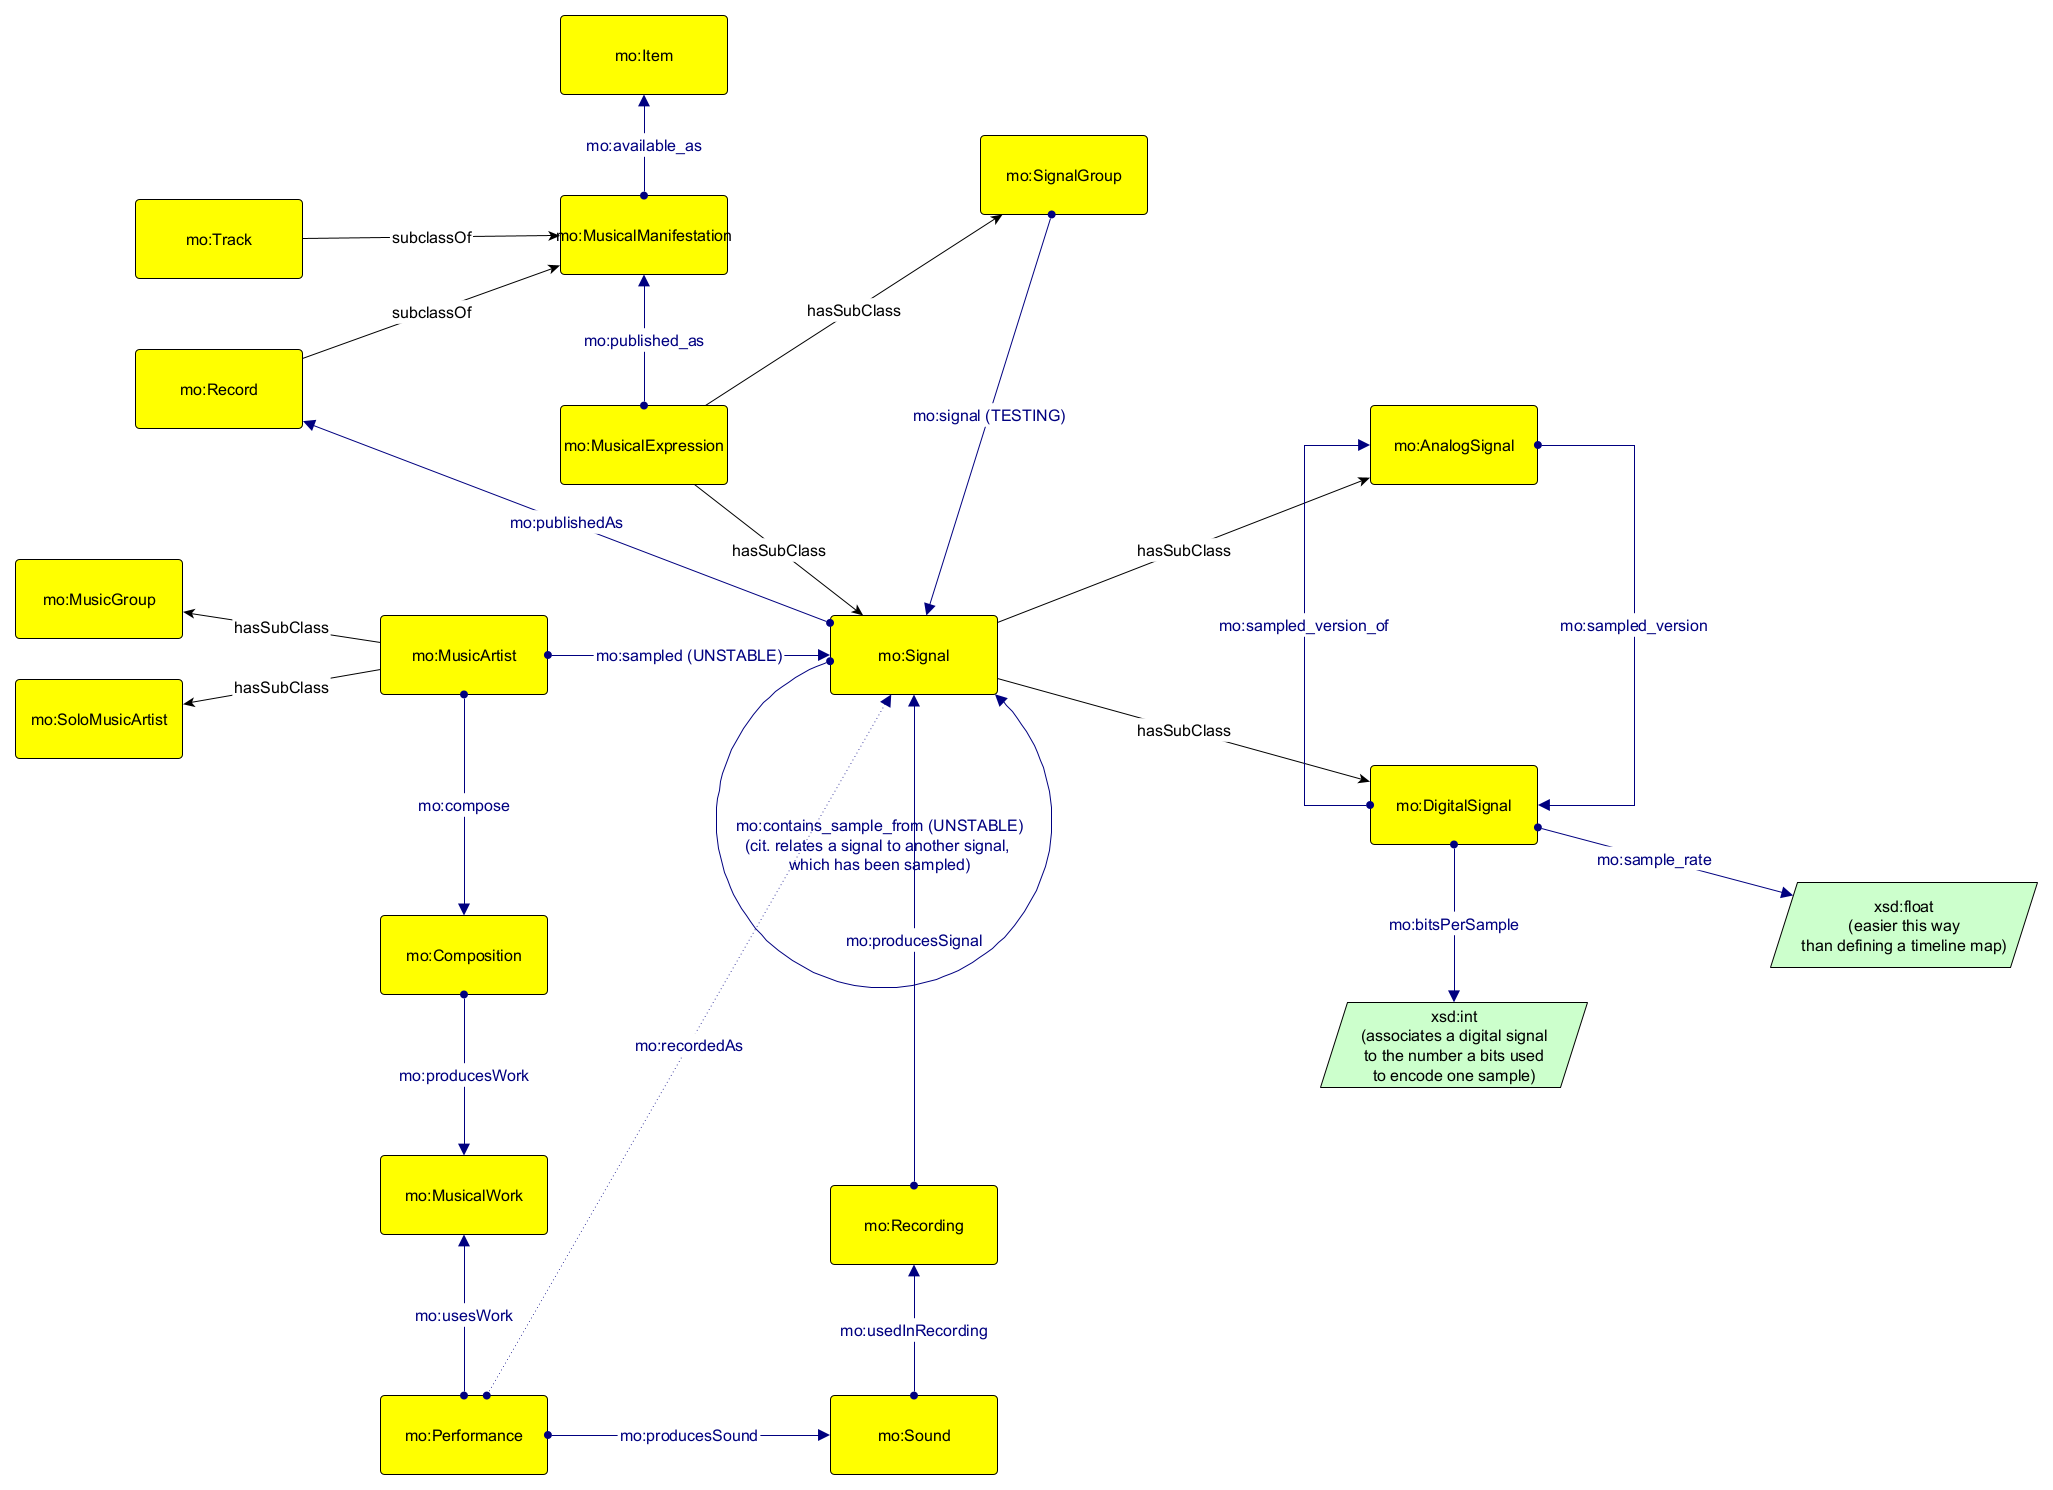 mo:Item
mo:available_as
mo:SignalGroup
mo:Track
subclassOf
mo:MusicalManifestation
hasSubClass
subclassOf
mo:published_as
mo:Record
mo:signal (TESTING)
mo:MusicalExpression
mo:AnalogSignal
mo:publishedAs
hasSubClass
hasSubClass
mo:MusicGroup
hasSubClass
mo:sampled_version_of
mo:sampled_version
mo:MusicArtist
mo:sampled (UNSTABLE)
mo:Signal
hasSubClass
mo:SoloMusicArtist
hasSubClass
mo:compose
mo:DigitalSignal
mo:contains_sample_from (UNSTABLE)
(cit. relates a signal to another signal,
which has been sampled)
mo:sample_rate
xsd:float
(easier this way
than defining a timeline map)
mo:bitsPerSample
mo:producesSignal
mo:Composition
xsd:int
(associates a digital signal
to the number a bits used
to encode one sample)
mo:recordedAs
mo:producesWork
mo:MusicalWork
mo:Recording
mo:usesWork
mo:usedInRecording
mo:Performance
mo:producesSound
mo:Sound